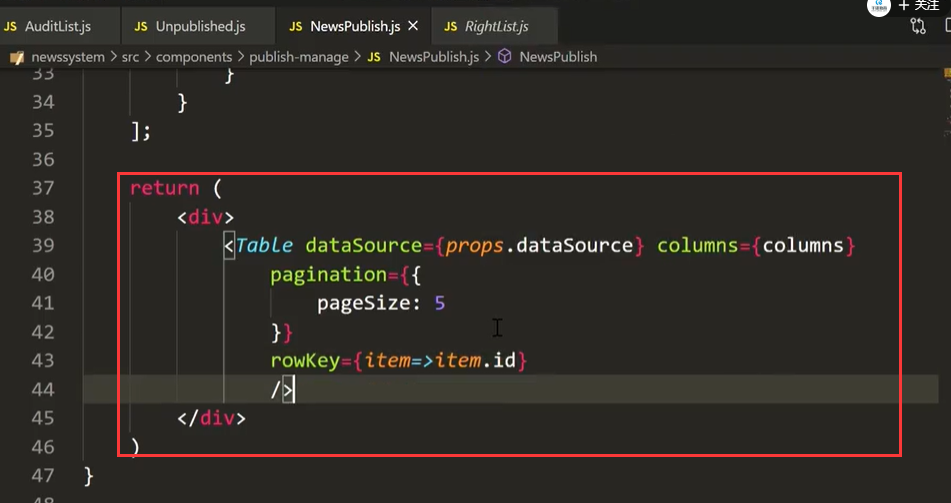 + 关注
JS AuditList.js JS Unpublished.js JS NewsPublish.js × JS RightList.js
newssystem > src > components > publish-manage > JS NewsPublish.js > NewsPublish
33 }
34 }
35 ];
36
37 return (
38 <div>
39 <Table dataSource={props.dataSource} columns={columns}
40 pagination={{
41 pageSize: 5
42 }}
43 rowKey={item=>item.id}
44 />
45 </div>
46 )
47 }
48